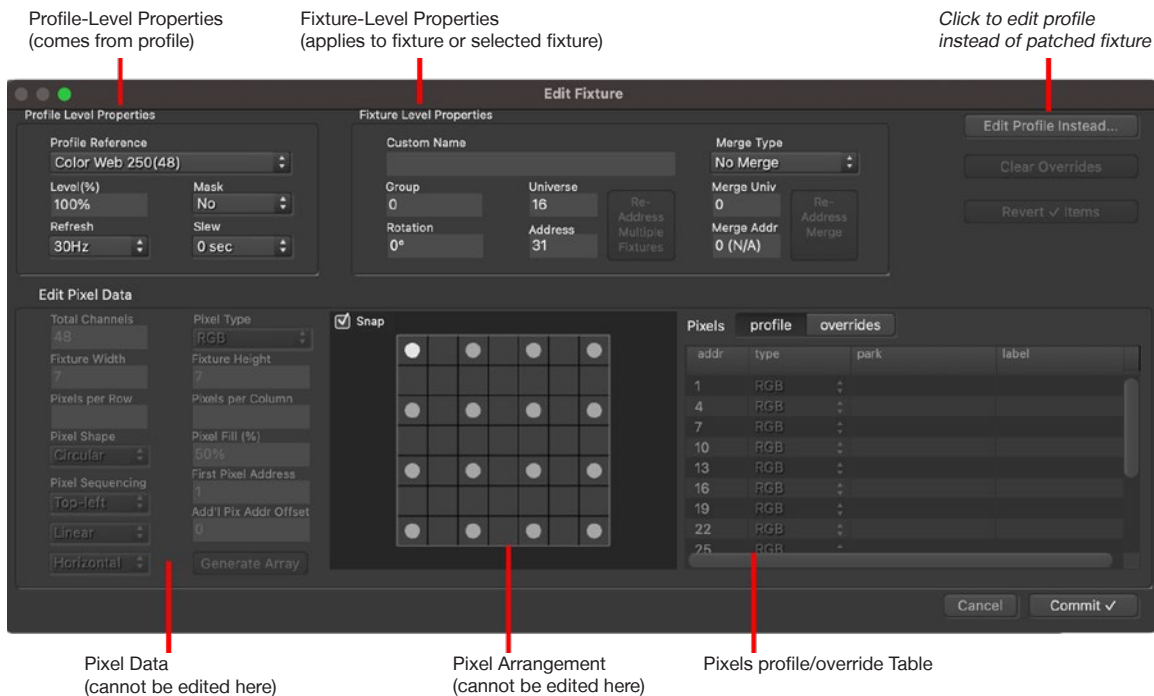 Profile-Level Properties
(comes from profile)
Fixture-Level Properties
(applies to fixture or selected fixture)
Click to edit profile
instead of patched fixture
Edit Fixture
Profile Level Properties
Profile Reference
Color Web 250(48)
Level(%)
100%
Mask
No
Refresh
30Hz
Slew
0 sec
Fixture Level Properties
Custom Name
Merge Type
No Merge
Group
0
Universe
16
Re-
Address
Multiple
Fixtures
Merge Univ
0
Re-
Address
Merge
Rotation
0°
Address
31
Merge Addr
0 (N/A)
Edit Profile Instead...
Clear Overrides
Revert ✓ Items
Edit Pixel Data
Total Channels
48
Pixel Type
RGB
Fixture Width
7
Fixture Height
7
Pixels per Row
Pixels per Column
Pixel Shape
Circular
Pixel Fill (%)
50%
Pixel Sequencing
Top-left
First Pixel Address
1
Linear
Add'l Pix Addr Offset
0
Horizontal
Generate Array
Snap
Pixels profile overrides
addr type park label
1 RGB
4 RGB
7 RGB
10 RGB
13 RGB
16 RGB
19 RGB
22 RGB
25 RGB
Cancel
Commit ✓
Pixel Data
(cannot be edited here)
Pixel Arrangement
(cannot be edited here)
Pixels profile/override Table